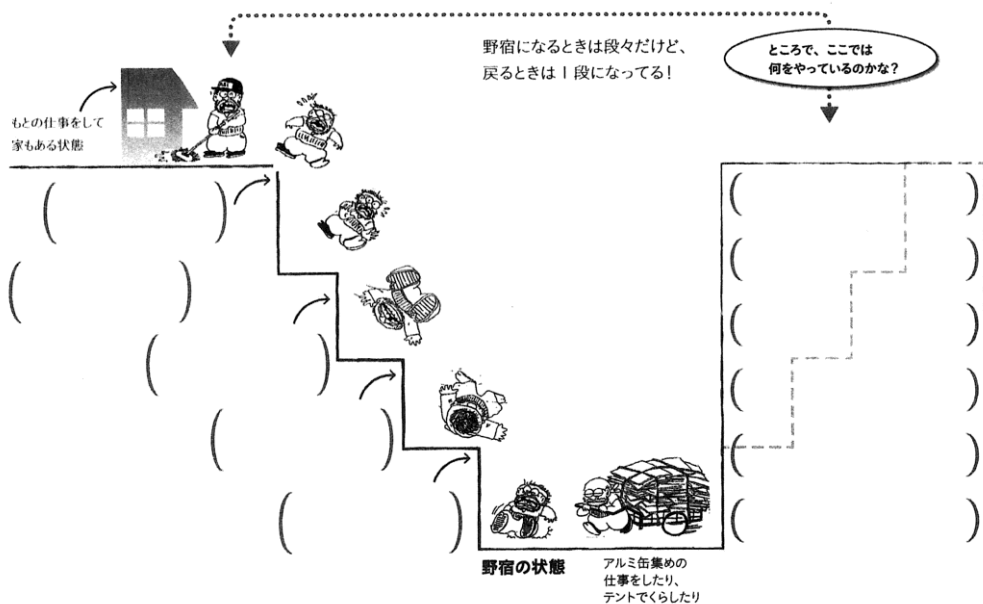 野宿になるときは段々だけど、
戻るときは1段になってる!
ところで、ここでは
何をやっているのかな?
もとの仕事をして
家もある状態
野宿の状態
アルミ缶集めの
仕事をしたり、
テントでくらしたり